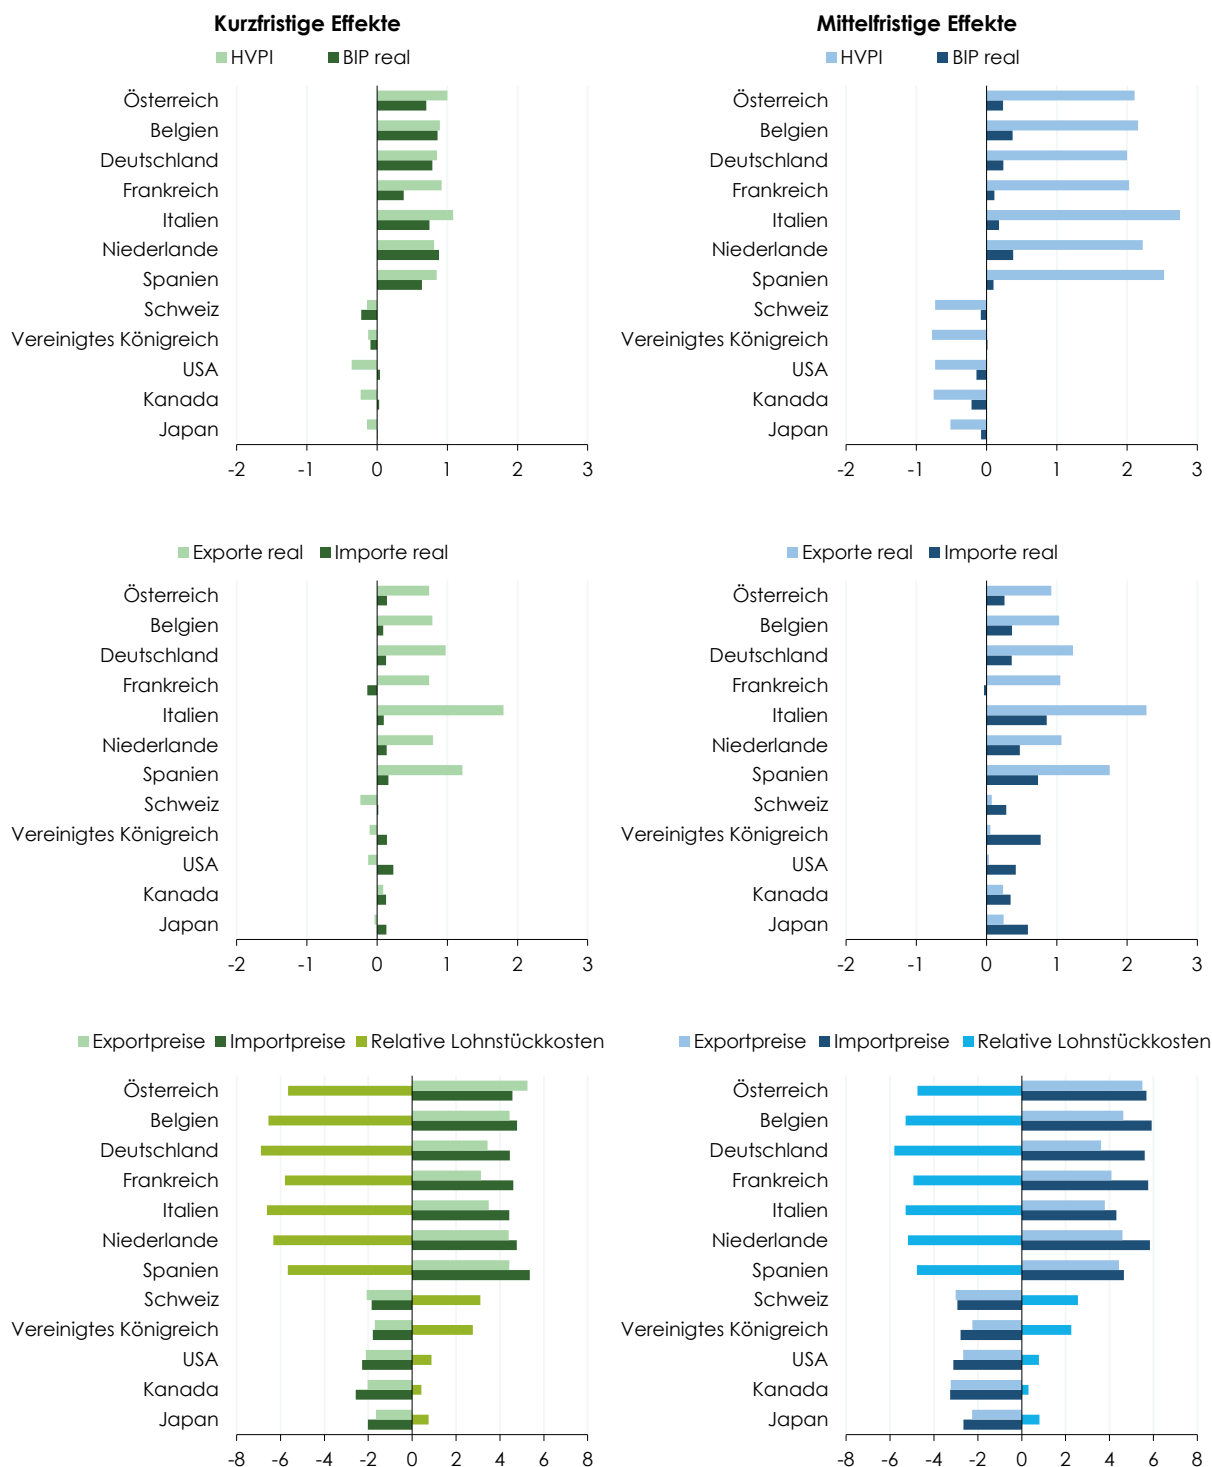 Kurzfristige Effekte
HVPI BIP real
Österreich
Belgien
Deutschland
Frankreich
Italien
Niederlande
Spanien
Schweiz
Vereinigtes Königreich
USA
Kanada
Japan
-2 -1 0 1 2 3
Mittelfristige Effekte
HVPI BIP real
Österreich
Belgien
Deutschland
Frankreich
Italien
Niederlande
Spanien
Schweiz
Vereinigtes Königreich
USA
Kanada
Japan
-2 -1 0 1 2 3
Exporte real Importe real
Österreich
Belgien
Deutschland
Frankreich
Italien
Niederlande
Spanien
Schweiz
Vereinigtes Königreich
USA
Kanada
Japan
-2 -1 0 1 2 3
Exporte real Importe real
Österreich
Belgien
Deutschland
Frankreich
Italien
Niederlande
Spanien
Schweiz
Vereinigtes Königreich
USA
Kanada
Japan
-2 -1 0 1 2 3
Exportpreise Importpreise Relative Lohnstückkosten
Österreich
Belgien
Deutschland
Frankreich
Italien
Niederlande
Spanien
Schweiz
Vereinigtes Königreich
USA
Kanada
Japan
-8 -6 -4 -2 0 2 4 6 8
Exportpreise Importpreise Relative Lohnstückkosten
Österreich
Belgien
Deutschland
Frankreich
Italien
Niederlande
Spanien
Schweiz
Vereinigtes Königreich
USA
Kanada
Japan
-8 -6 -4 -2 0 2 4 6 8